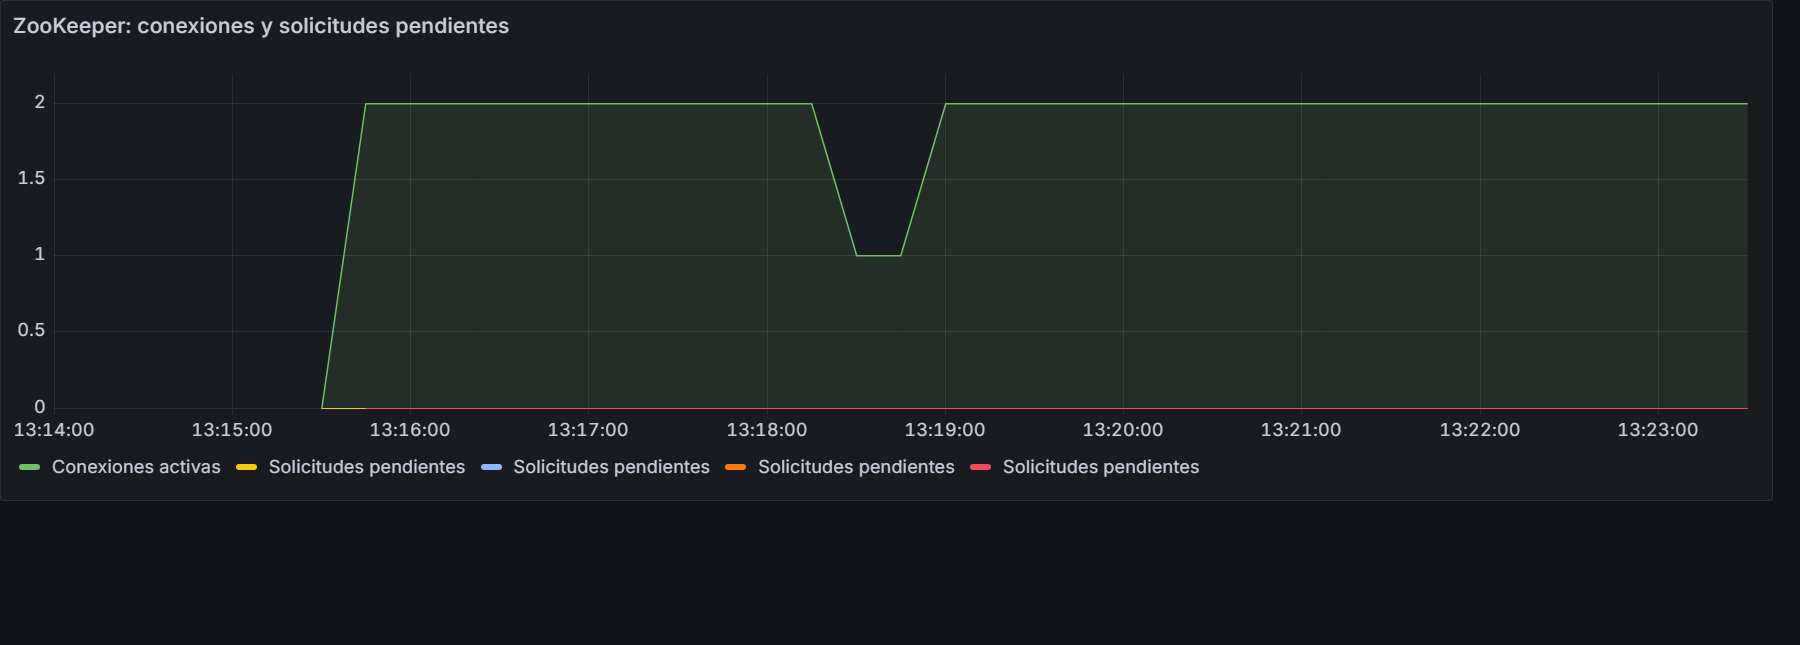 ZooKeeper: conexiones y solicitudes pendientes
2
1.5
1
0.5
0
13:14:00 13:15:00 13:16:00 13:17:00 13:18:00 13:19:00 13:20:00 13:21:00 13:22:00 13:23:00
Conexiones activas Solicitudes pendientes Solicitudes pendientes Solicitudes pendientes Solicitudes pendientes